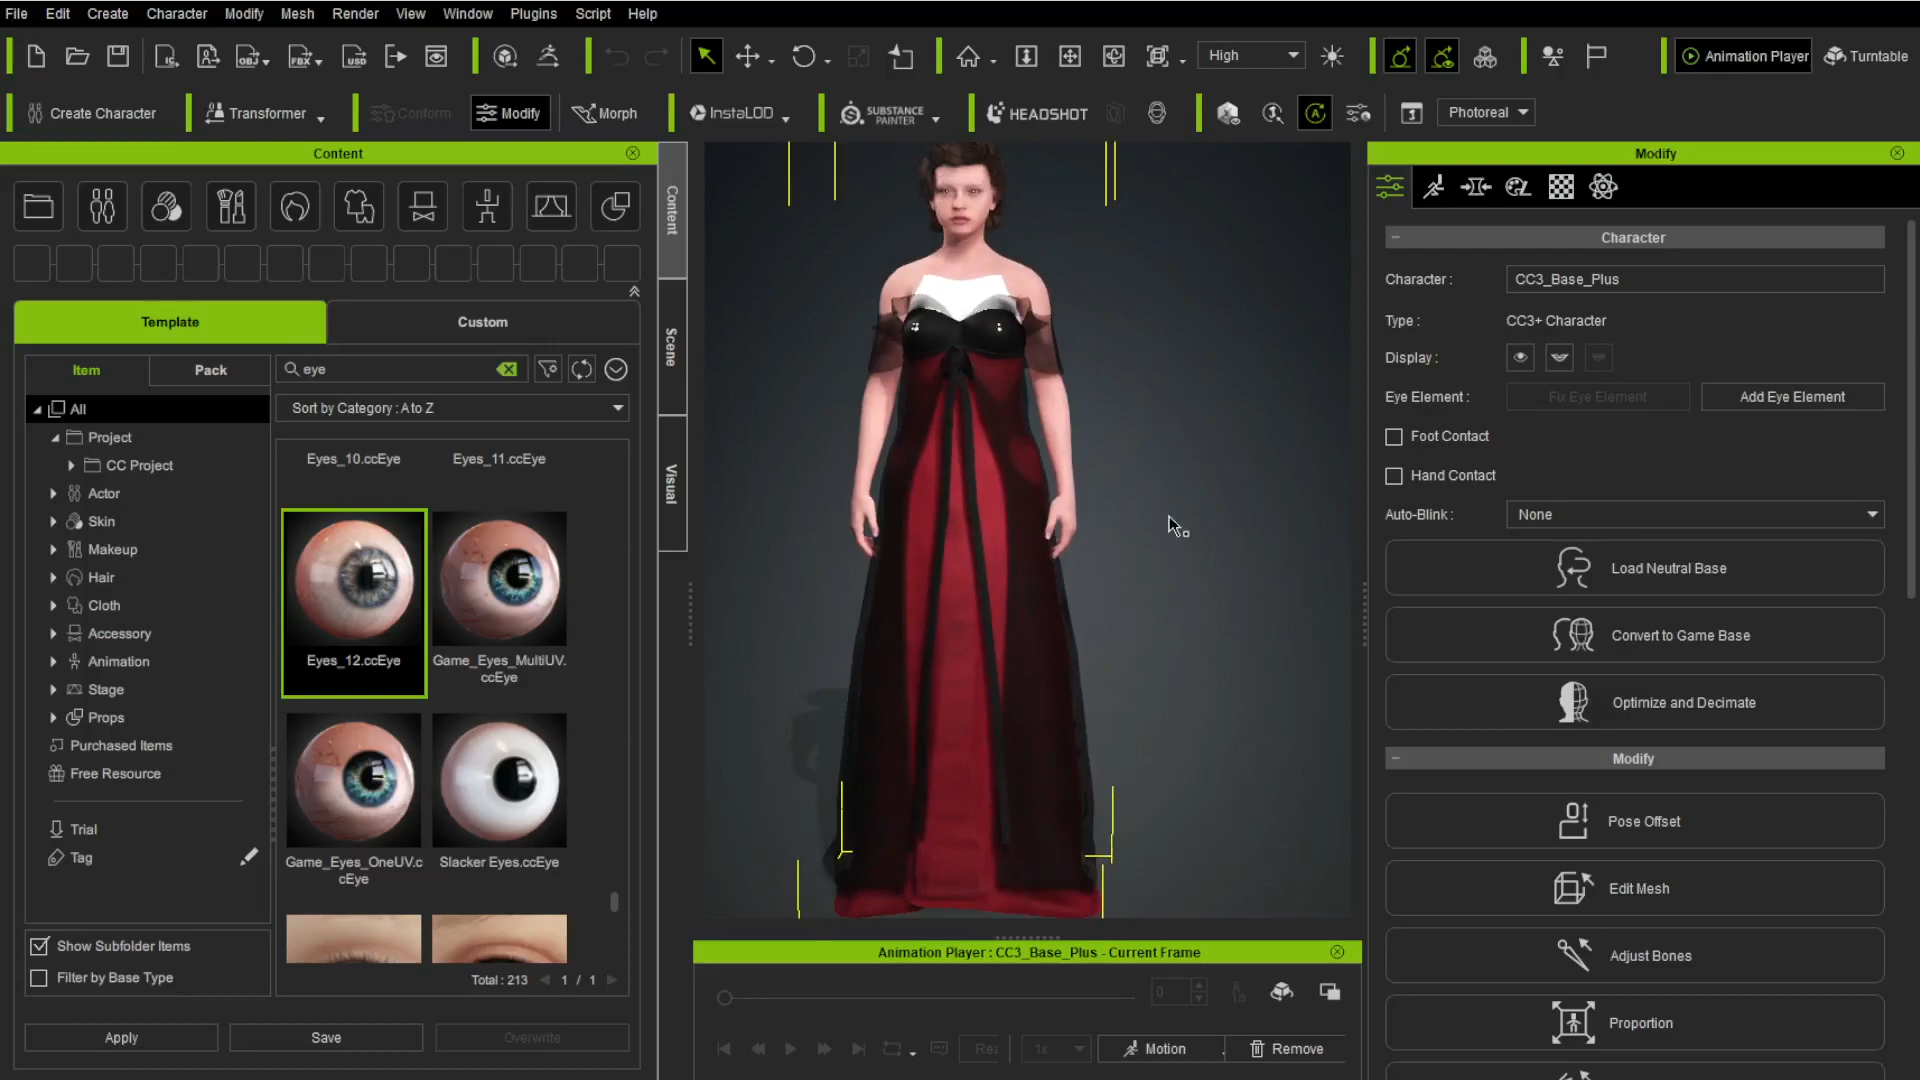 File Edit Create Character Modify Mesh Render Scene View Window Plugins Script Help
High
Animation Player
Turntable
Create Character
Transformer
Conform
Modify
Morph
InstaLOD
SUBSTANCE PAINTER
HEADSHOT
Photoreal
Content
Template
Custom
Item
Pack
eye
Sort by Category : A to Z
All
Project
CC Project
Actor
Skin
Makeup
Hair
Cloth
Accessory
Animation
Stage
Props
Purchased Items
Free Resource
Trial
Tag
Show Subfolder Items
Filter by Base Type
Eyes_10.ccEye
Eyes_11.ccEye
Eyes_12.ccEye
Game_Eyes_MultiUV.
ccEye
Game_Eyes_OneUV.c
cEye
Slacker Eyes.ccEye
Total : 213
1 / 1
Apply
Save
Overwrite
Content
Scene
Visual
Animation Player : CC3_Base_Plus - Current Frame
0
1x
Motion
Remove
Modify
Character
Character :
CC3_Base_Plus
Type :
CC3+ Character
Display :
Eye Element :
Fix Eye Element
Add Eye Element
Foot Contact
Hand Contact
Auto-Blink :
None
Load Neutral Base
Convert to Game Base
Optimize and Decimate
Modify
Pose Offset
Edit Mesh
Adjust Bones
Proportion